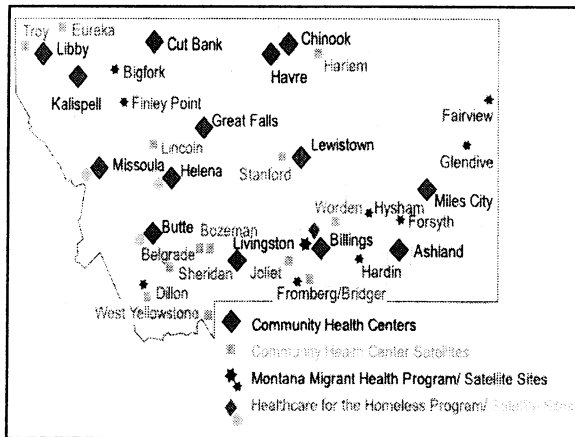 Troy Eureka
Libby
Cut Bank
Chinook
Havre
Harlem
Kalispell
Bigfork
Finley Point
Fairview
Great Falls
Glendive
Lincoln
Lewistown
Stanford
Missoula
Helena
Miles City
Worden
Hysham
Forsyth
Butte
Bozeman
Livingston
Billings
Ashland
Belgrade
Sheridan
Joliet
Hardin
Dillon
Fromberg/Bridger
West Yellowstone
Community Health Centers
Community Health Center Satellites
Montana Migrant Health Program/ Satellite Sites
Healthcare for the Homeless Program/ Satellite Sites